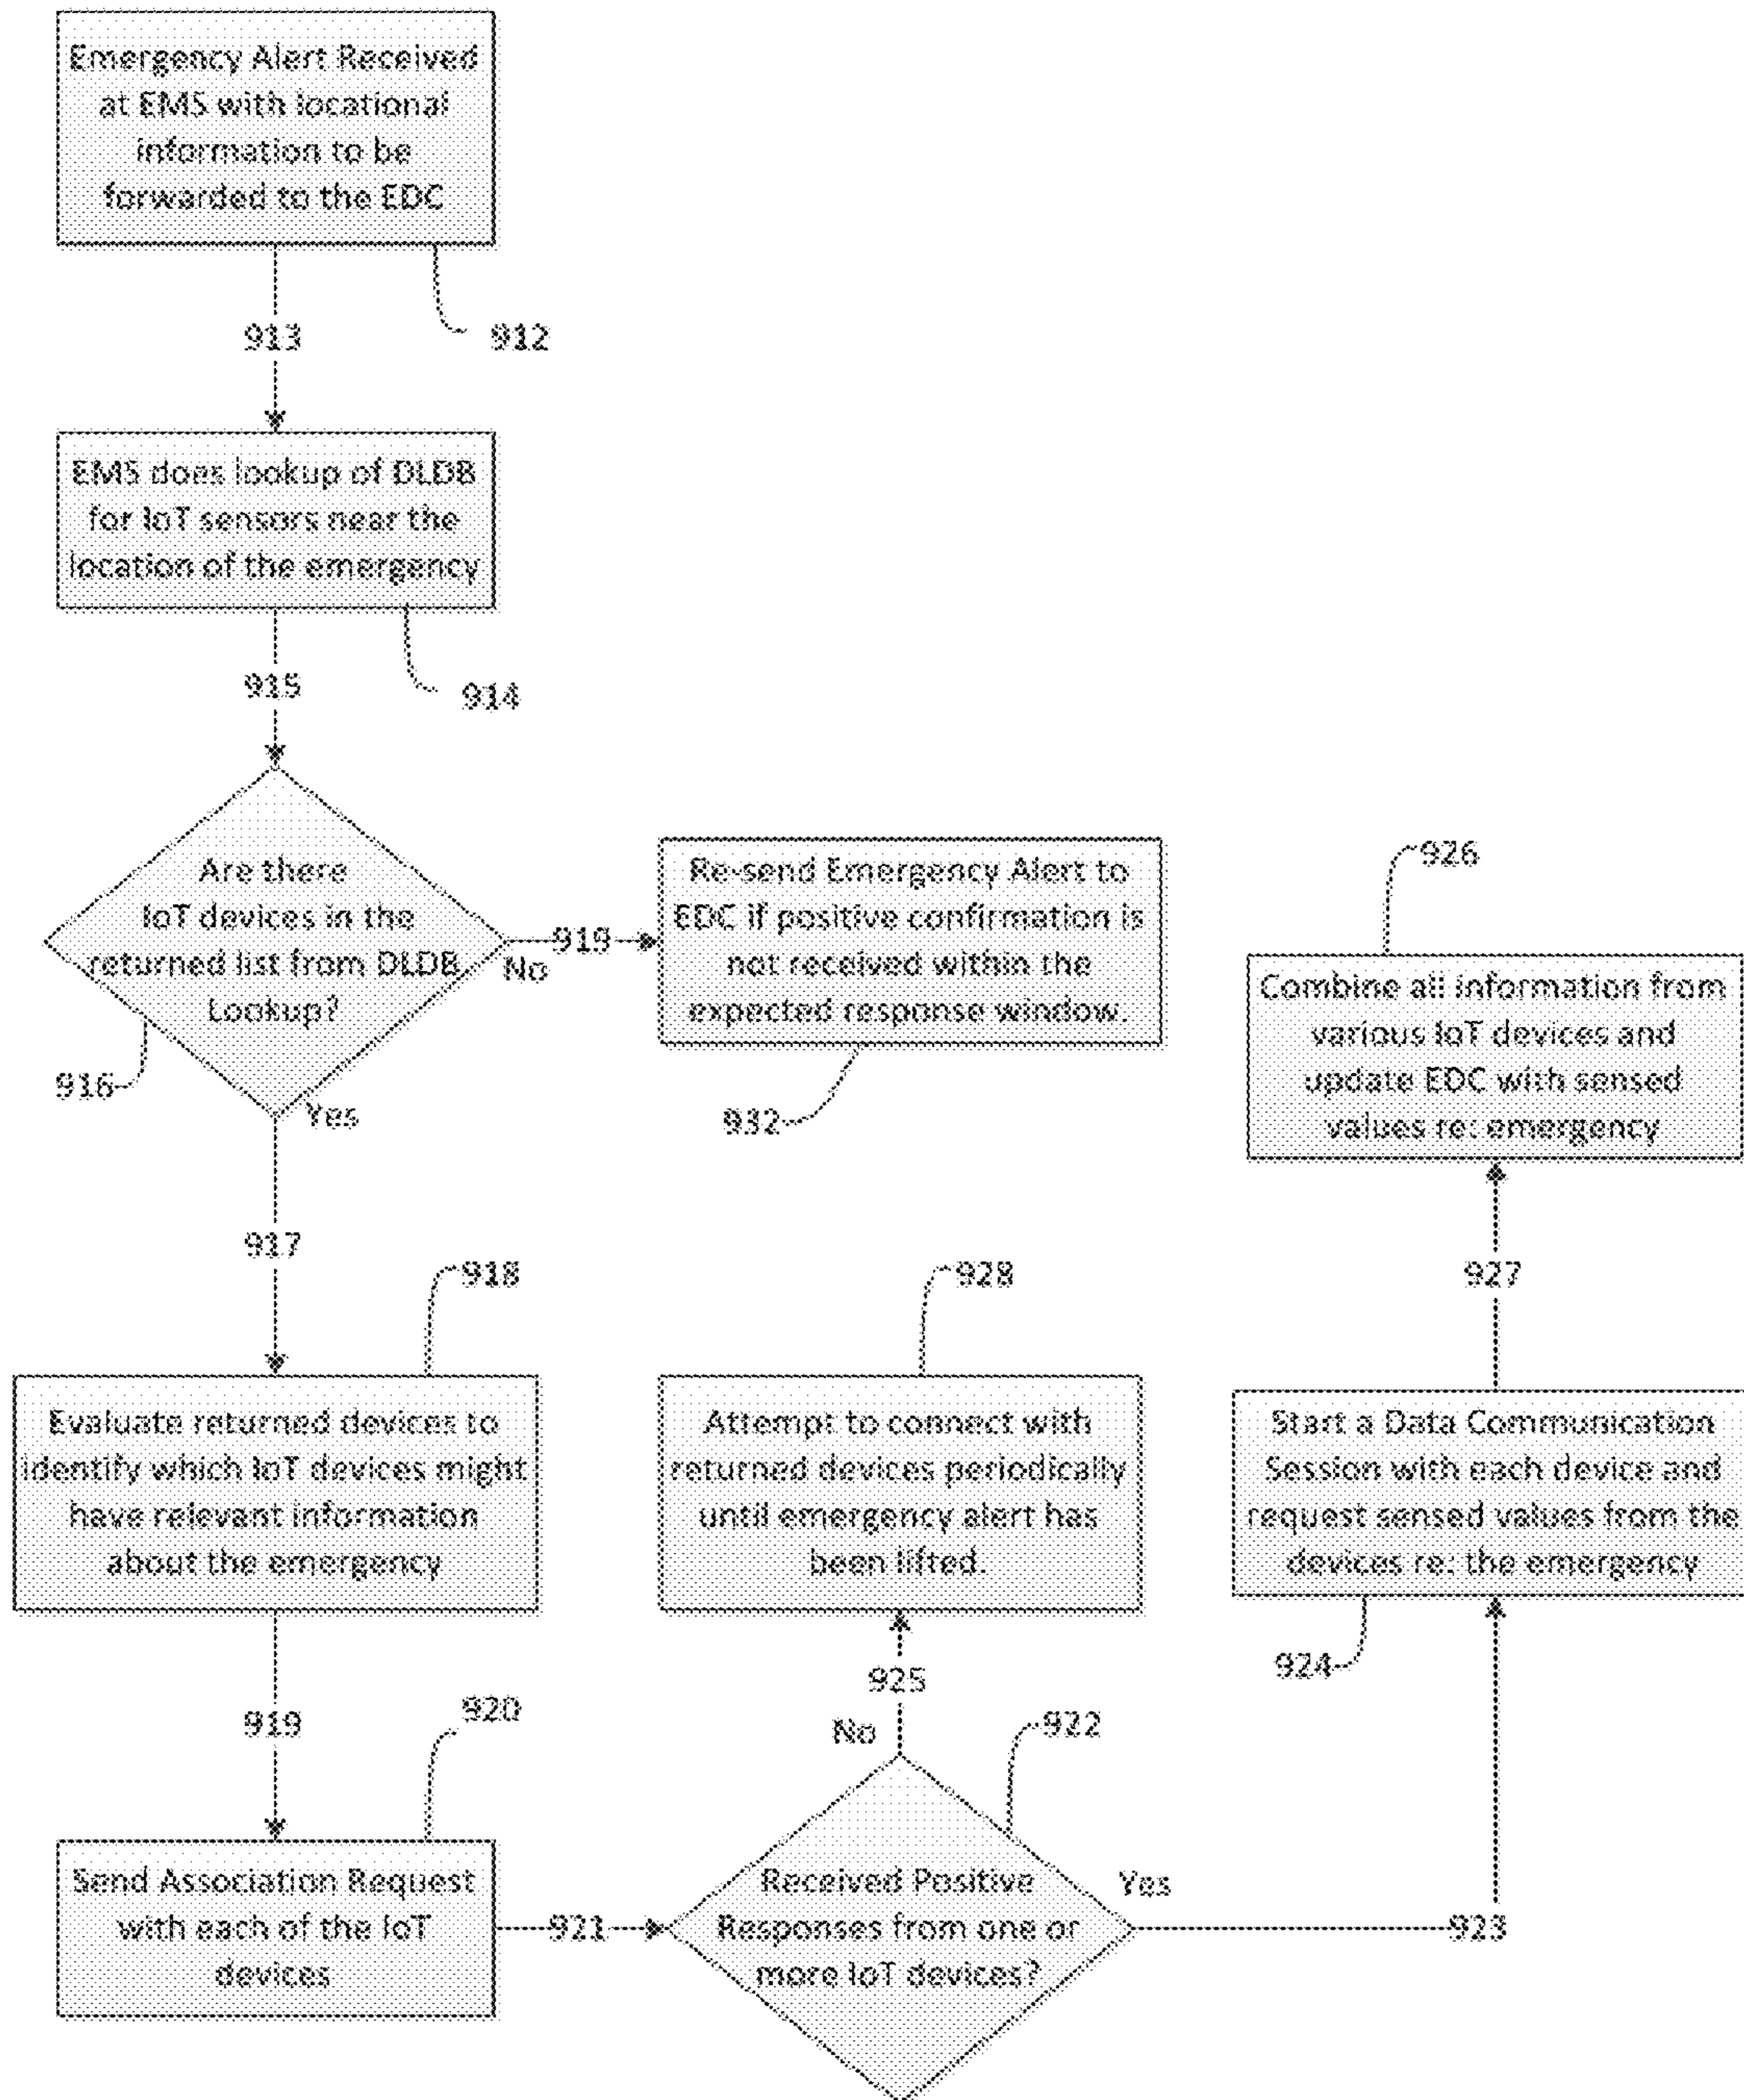 Emergency Alert Received
at EMS with locational
information to be
forwarded to the EDC
913
912
EMS does lookup of DLDB
for IoT sensors near the
location of the emergency
915
914
Are there
IoT devices in the
returned list from DLDB
Lookup?
916
Yes
919
No
Re-send Emergency Alert to
EDC if positive confirmation is
not received within the
expected response window.
932
917
918
Evaluate returned devices to
identify which IoT devices might
have relevant information
about the emergency
919
920
Send Association Request
with each of the IoT
devices
921
Received Positive
Responses from one or
more IoT devices?
922
No
925
928
Attempt to connect with
returned devices periodically
until emergency alert has
been lifted.
Yes
923
Start a Data Communication
Session with each device and
request sensed values from the
devices re: the emergency
924
927
926
Combine all information from
various IoT devices and
update EDC with sensed
values re: emergency